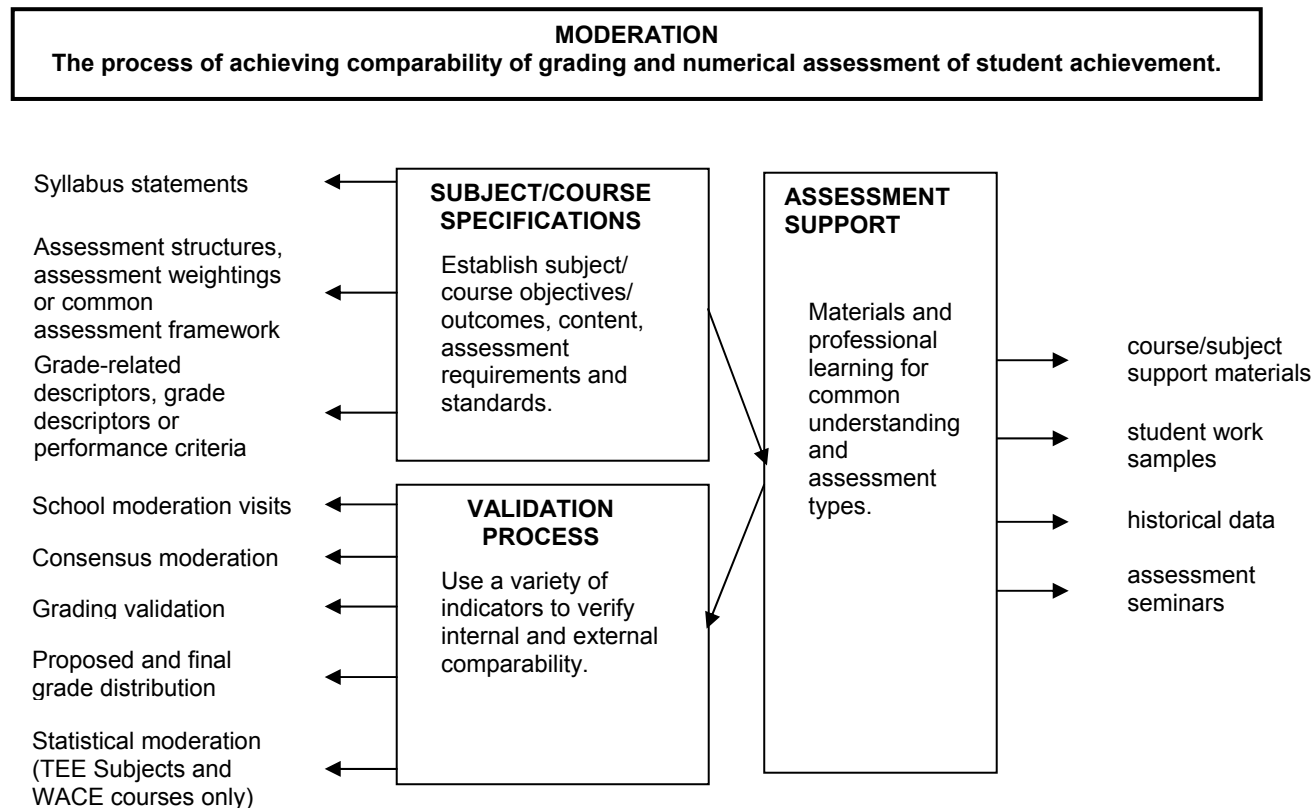 MODERATION
The process of achieving comparability of grading and numerical assessment of student achievement.
Syllabus statements
Assessment structures,
assessment weightings
or common
assessment framework
Grade-related
descriptors, grade
descriptors or
performance criteria
SUBJECT/COURSE
SPECIFICATIONS
Establish subject/
course objectives/
outcomes, content,
assessment
requirements and
standards.
School moderation visits
Consensus moderation
Grading validation
Proposed and final
grade distribution
Statistical moderation
(TEE Subjects and
WACE courses only)
VALIDATION
PROCESS
Use a variety of
indicators to verify
internal and external
comparability.
ASSESSMENT
SUPPORT
Materials and
professional
learning for
common
understanding
and
assessment
types.
course/subject
support materials
student work
samples
historical data
assessment
seminars